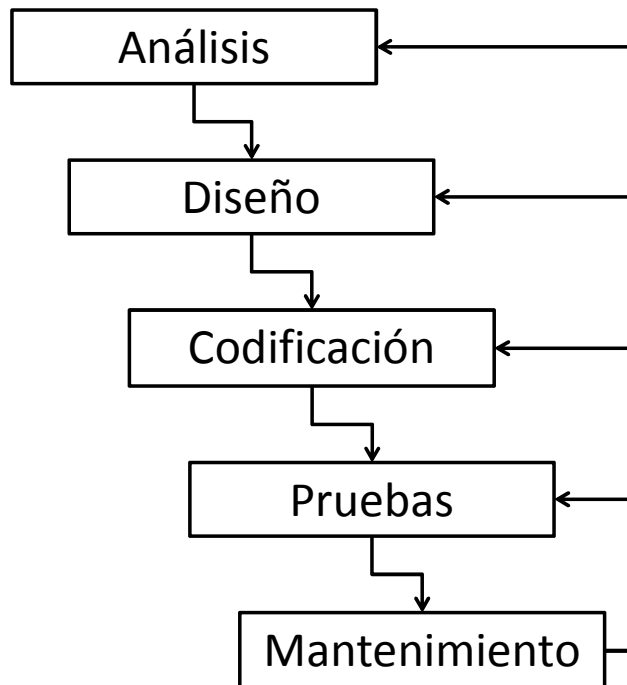 Análisis
Diseño
Codificación
Pruebas
Mantenimiento